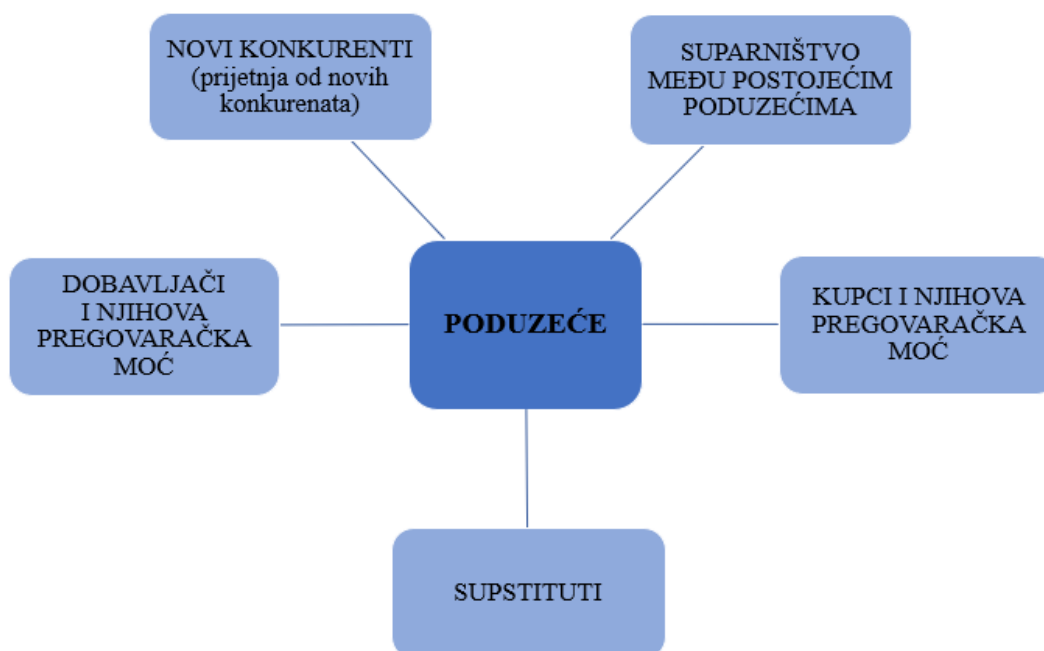 NOVI KONKURENTI
(prijetnja od novih
konkurenata)
SUPARNIŠTVO
MEĐU POSTOJEĆIM
PODUZEĆIMA
DOBAVLJAČI
I NJIHOVA
PREGOVARAČKA
MOĆ
PODUZEĆE
KUPCI I NJIHOVA
PREGOVARAČKA
MOĆ
SUPSTITUTI